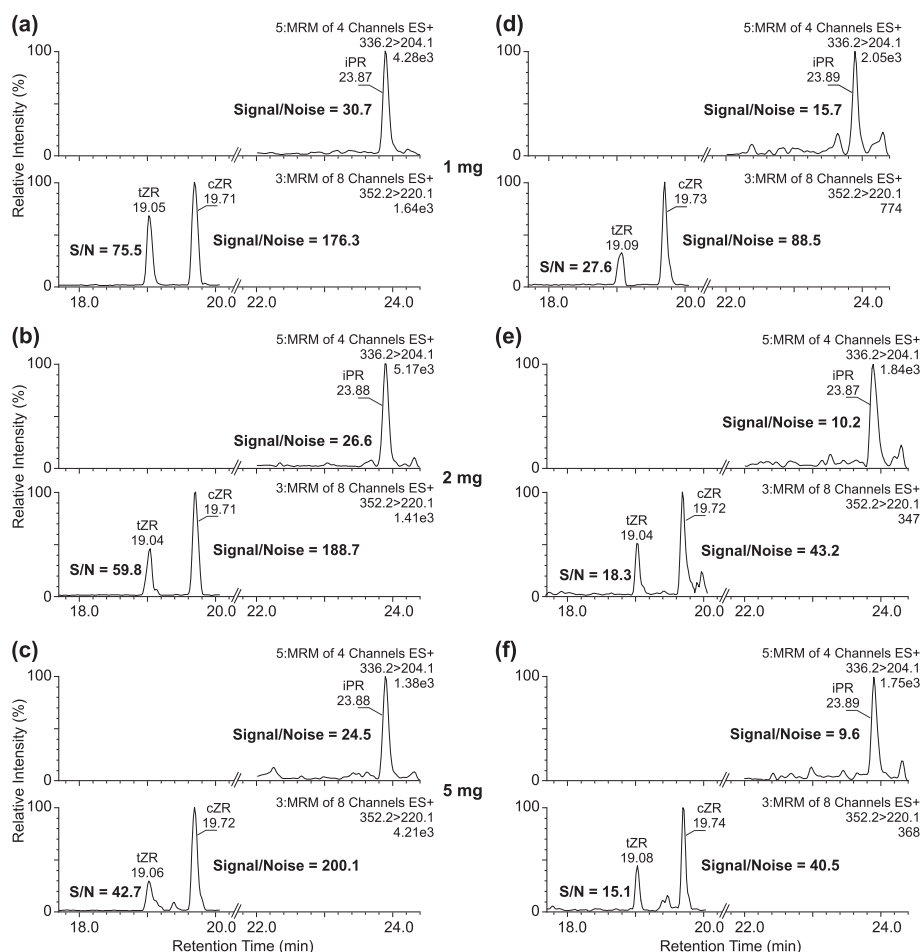 (a)
5:MRM of 4 Channels ES+
336.2>204.1
4.28e3
100
iPR
23.87
Signal/Noise = 30.7
0
3:MRM of 8 Channels ES+
352.2>220.1
1.64e3
100
tZR
19.05
cZR
19.71
S/N = 75.5
Signal/Noise = 176.3
0
18.0 20.0 22.0 24.0
Relative Intensity (%)
1 mg
(d)
5:MRM of 4 Channels ES+
336.2>204.1
2.05e3
100
iPR
23.89
Signal/Noise = 15.7
0
3:MRM of 8 Channels ES+
352.2>220.1
774
100
tZR
19.09
cZR
19.73
S/N = 27.6
Signal/Noise = 88.5
0
18.0 20.0 22.0 24.0
(b)
5:MRM of 4 Channels ES+
336.2>204.1
5.17e3
100
iPR
23.88
Signal/Noise = 26.6
0
3:MRM of 8 Channels ES+
352.2>220.1
1.41e3
100
tZR
19.04
cZR
19.71
S/N = 59.8
Signal/Noise = 188.7
0
18.0 20.0 22.0 24.0
Relative Intensity (%)
2 mg
(e)
5:MRM of 4 Channels ES+
336.2>204.1
1.84e3
100
iPR
23.87
Signal/Noise = 10.2
0
3:MRM of 8 Channels ES+
352.2>220.1
347
100
tZR
19.04
cZR
19.72
S/N = 18.3
Signal/Noise = 43.2
0
18.0 20.0 22.0 24.0
(c)
5:MRM of 4 Channels ES+
336.2>204.1
1.38e3
100
iPR
23.88
Signal/Noise = 24.5
0
3:MRM of 8 Channels ES+
352.2>220.1
4.21e3
100
tZR
19.06
cZR
19.72
S/N = 42.7
Signal/Noise = 200.1
0
18.0 20.0 22.0 24.0
Relative Intensity (%)
Retention Time (min)
5 mg
(f)
5:MRM of 4 Channels ES+
336.2>204.1
1.75e3
100
iPR
23.89
Signal/Noise = 9.6
0
3:MRM of 8 Channels ES+
352.2>220.1
368
100
tZR
19.08
cZR
19.74
S/N = 15.1
Signal/Noise = 40.5
0
18.0 20.0 22.0 24.0
Retention Time (min)